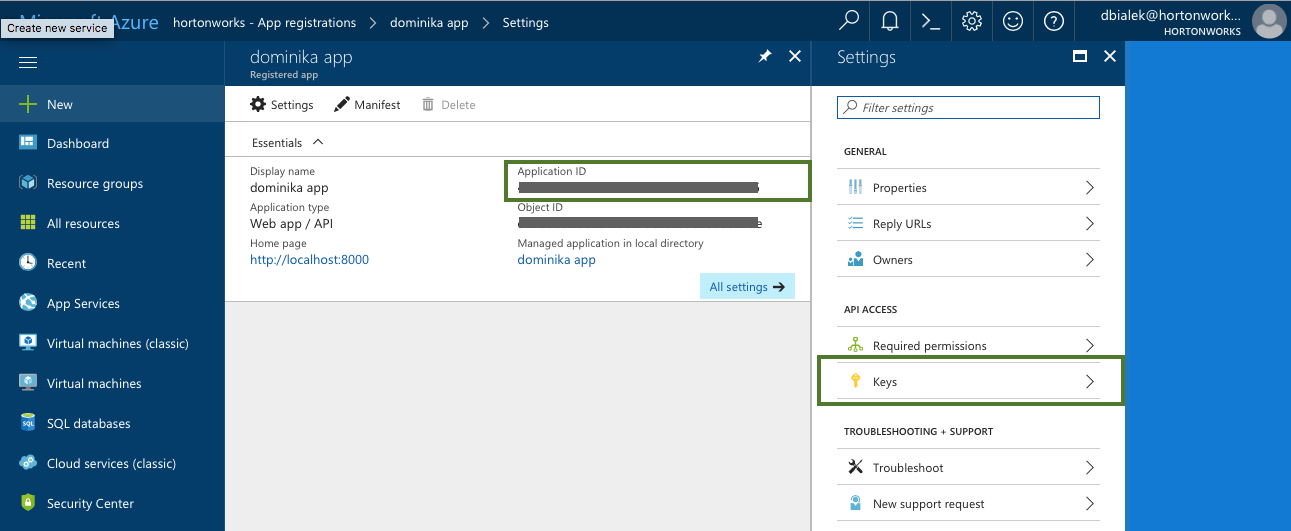 Microsoft Azure hortonworks - App registrations > dominika app > Settings
Create new service
dbialek@hortonwork...
HORTONWORKS
New
Dashboard
Resource groups
All resources
Recent
App Services
Virtual machines (classic)
Virtual machines
SQL databases
Cloud services (classic)
Security Center
dominika app
Registered app
Settings Manifest Delete
Essentials
Display name
dominika app
Application type
Web app / API
Home page
http://localhost:8000
Application ID
Object ID
Managed application in local directory
dominika app
All settings
Settings
Filter settings
GENERAL
Properties
Reply URLs
Owners
API ACCESS
Required permissions
Keys
TROUBLESHOOTING + SUPPORT
Troubleshoot
New support request